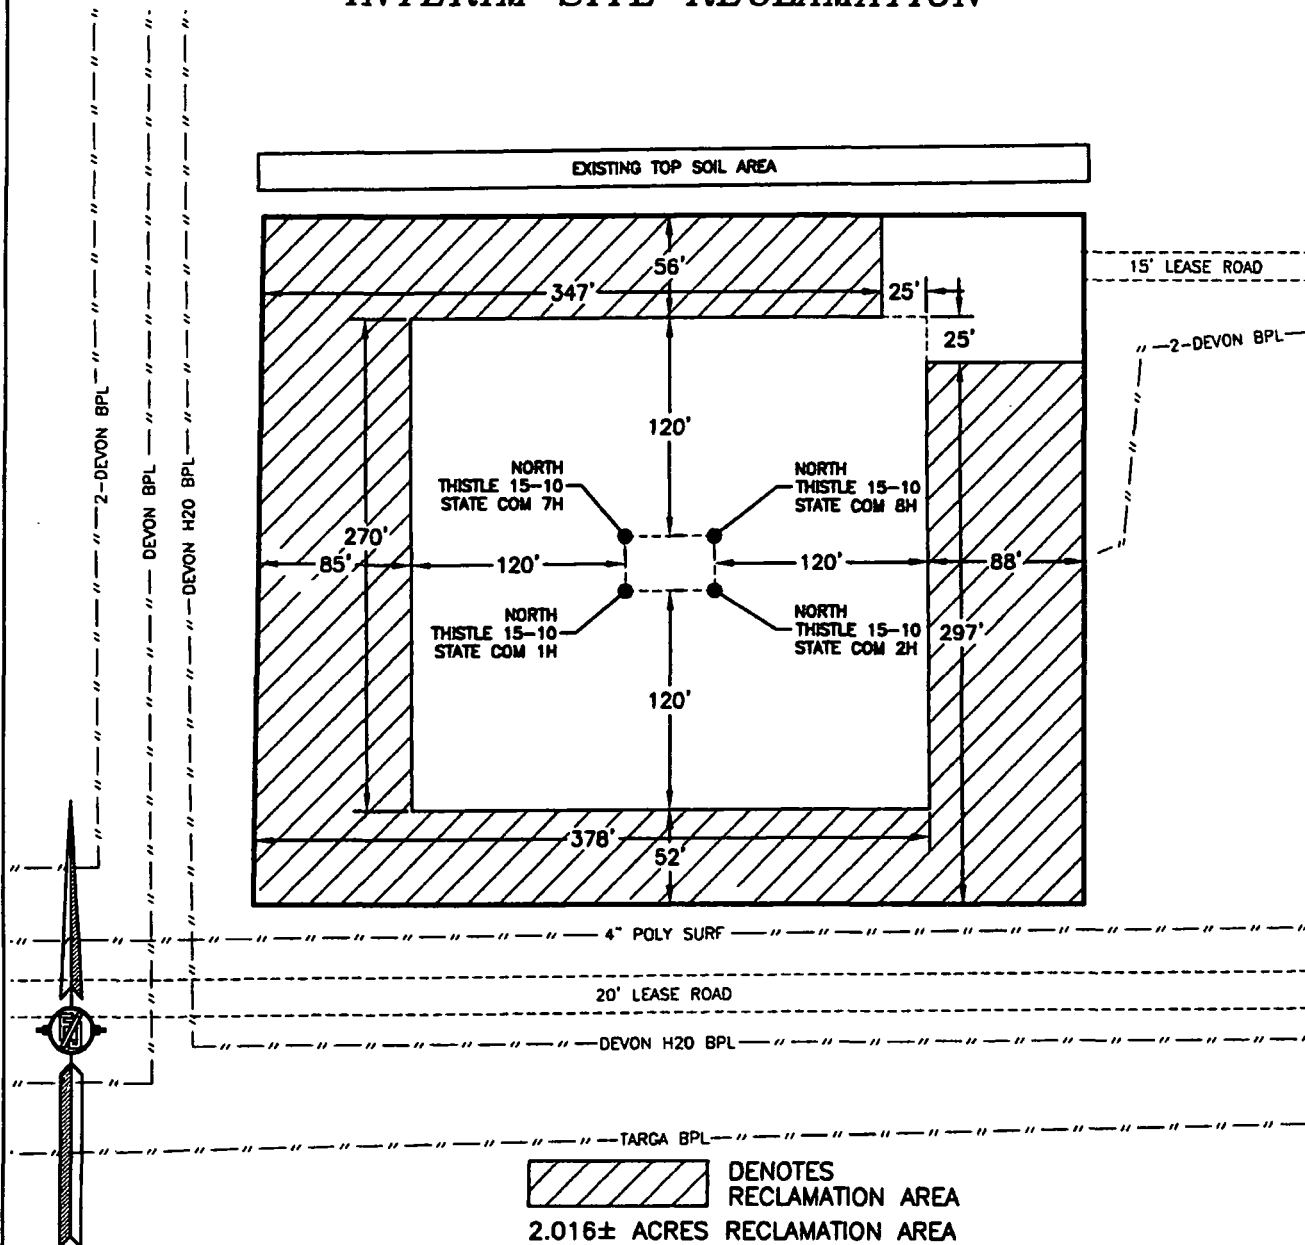 INTERIM SITE RECLAMATION
EXISTING TOP SOIL AREA
15' LEASE ROAD
56'
347'
25'
25'
2-DEVON BPL
2-DEVON BPL
DEVON BPL
DEVON H20 BPL
120'
NORTH
THISTLE 15-10
STATE COM 7H
NORTH
THISTLE 15-10
STATE COM 8H
270'
85'
120'
120'
88'
NORTH
THISTLE 15-10
STATE COM 1H
NORTH
THISTLE 15-10
STATE COM 2H
297'
120'
378'
52'
4" POLY SURF
20' LEASE ROAD
DEVON H20 BPL
TARGA BPL
DENOTES
RECLAMATION AREA
2.016± ACRES RECLAMATION AREA